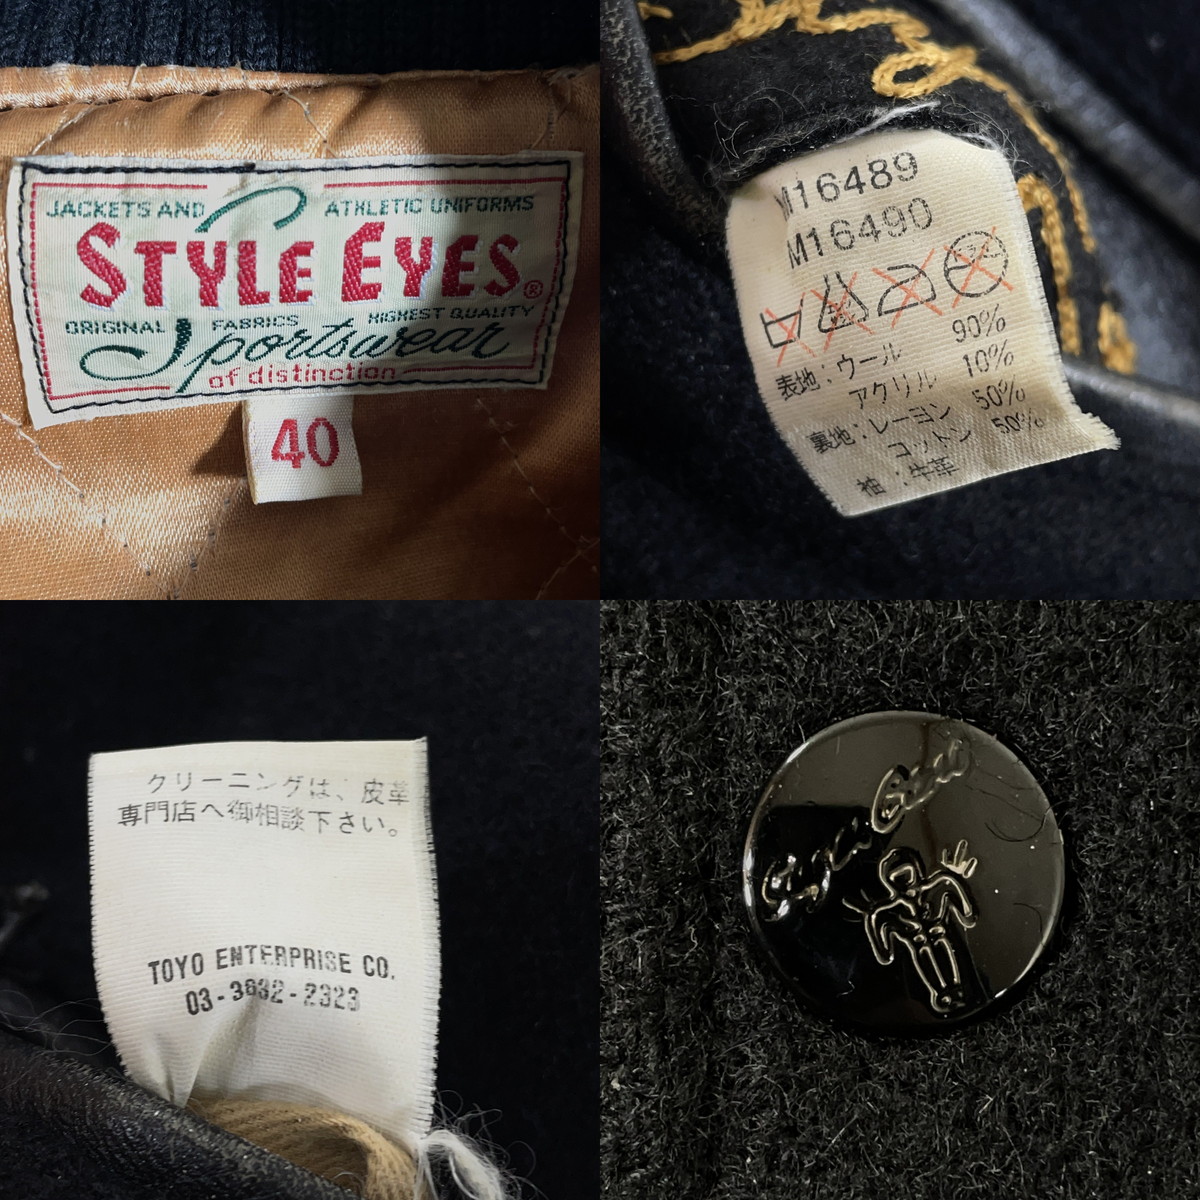 JACKETS AND ATHLETIC UNIFORMS
STYLE EYES®
ORIGINAL FABRICS HIGHEST QUALITY
Sportswear
of distinction
40
M16489
M16490
表地：ウール 90%
アクリル 10%
裏地：レーヨン 50%
コットン 50%
袖：牛革
クリーニングは、皮革
専門店へ御相談下さい。
TOYO ENTERPRISE CO.
03-3632-2323